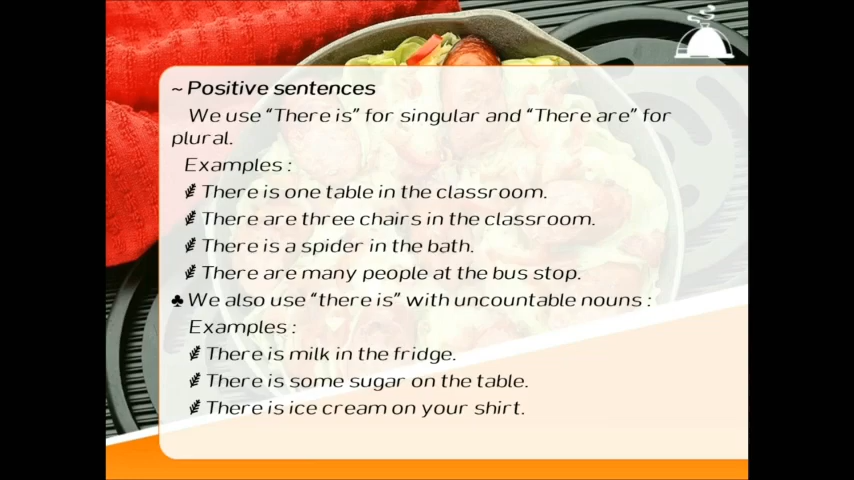 ~ Positive sentences
We use “There is” for singular and “There are” for
plural.
Examples :
There is one table in the classroom.
There are three chairs in the classroom.
There is a spider in the bath.
There are many people at the bus stop.
♣ We also use “there is” with uncountable nouns :
Examples :
There is milk in the fridge.
There is some sugar on the table.
There is ice cream on your shirt.